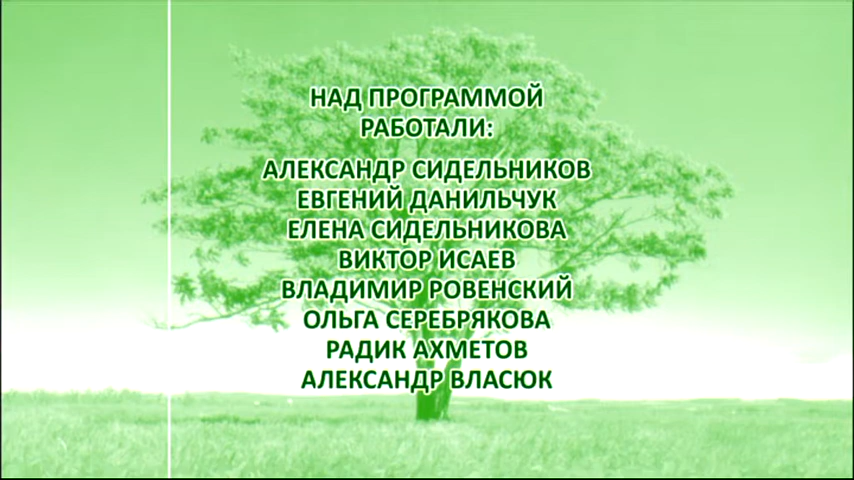 НАД ПРОГРАММОЙ
РАБОТАЛИ:
АЛЕКСАНДР СИДЕЛЬНИКОВ
ЕВГЕНИЙ ДАНИЛЬЧУК
ЕЛЕНА СИДЕЛЬНИКОВА
ВИКТОР ИСАЕВ
ВЛАДИМИР РОВЕНСКИЙ
ОЛЬГА СЕРЕБРЯКОВА
РАДИК АХМЕТОВ
АЛЕКСАНДР ВЛАСЮК